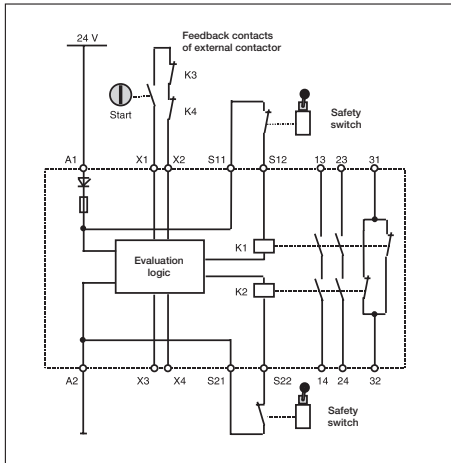 24 V
Feedback contacts
of external contactor
K3
K4
Start
Safety
switch
A1 X1 X2 S11 S12 13 23 31
Evaluation
logic
K1
K2
A2 X3 X4 S21 S22 14 24 32
Safety
switch